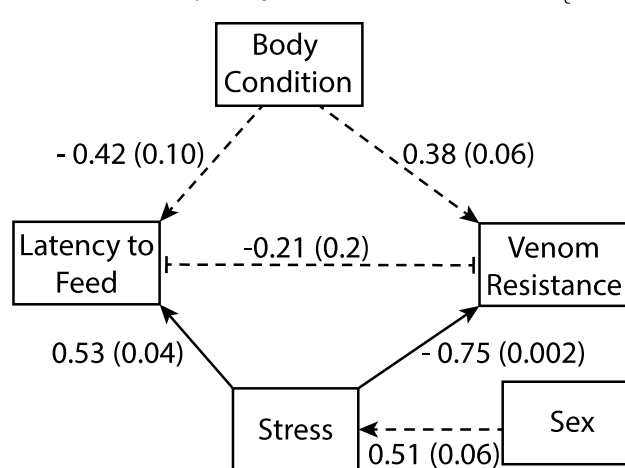 Body
Condition
- 0.42 (0.10)
0.38 (0.06)
Latency to
Feed
-0.21 (0.2)
Venom
Resistance
0.53 (0.04)
- 0.75 (0.002)
Stress
Sex
0.51 (0.06)